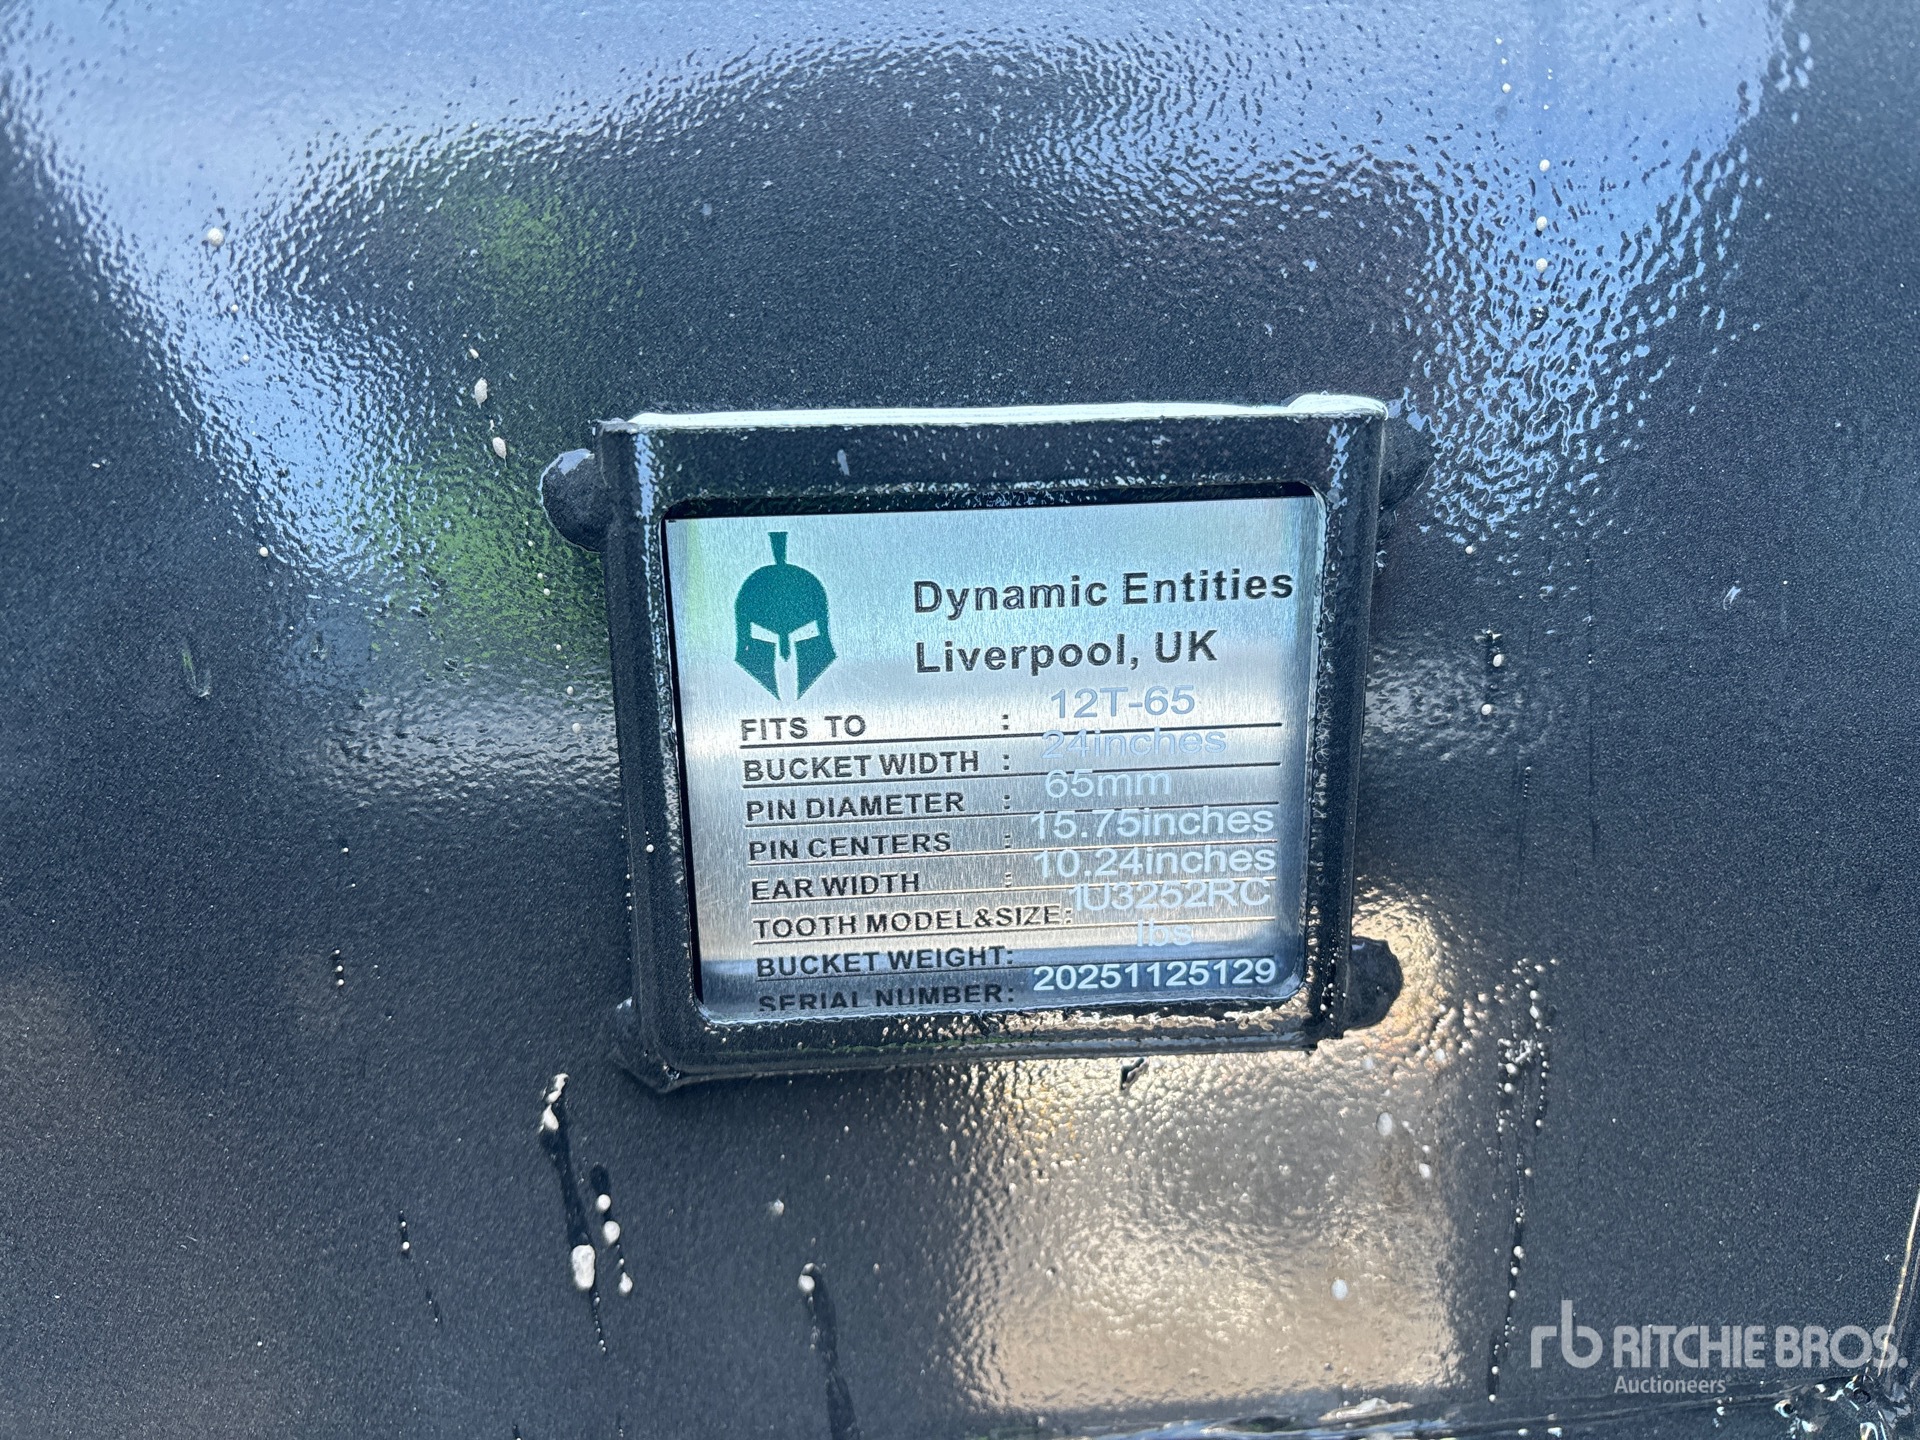 Dynamic Entities
Liverpool, UK
FITS TO : 12T-65
BUCKET WIDTH : 24inches
PIN DIAMETER : 65mm
PIN CENTERS : 15.75inches
EAR WIDTH : 10.24inches
TOOTH MODEL&SIZE: 1U3252RC
BUCKET WEIGHT: lbs
SERIAL NUMBER: 20251125129
rb RITCHIE BROS.
Auctioneers